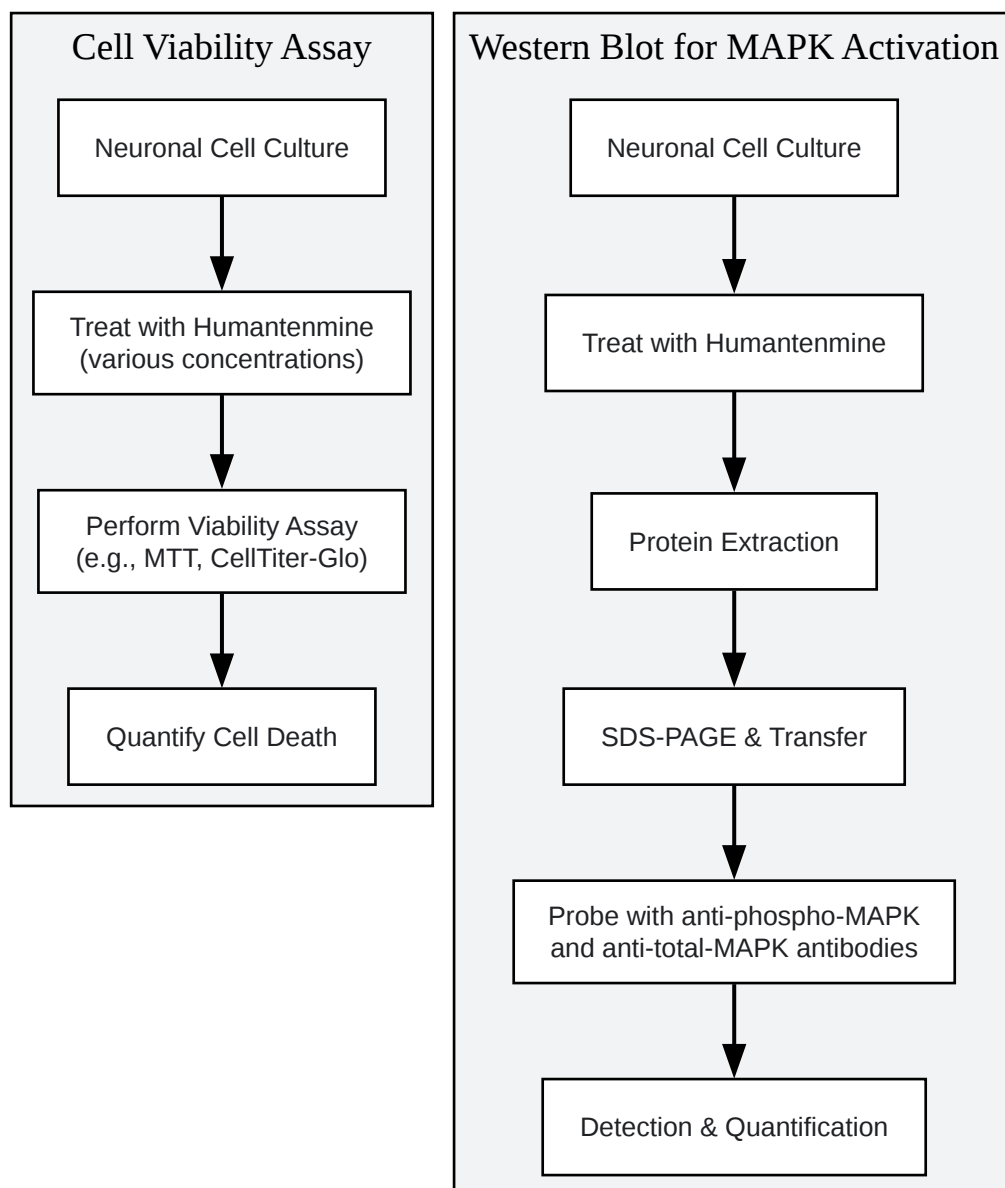 Cell Viability Assay
Neuronal Cell Culture
Treat with Humantenmine
(various concentrations)
Perform Viability Assay
(e.g., MTT, CellTiter-Glo)
Quantify Cell Death
Western Blot for MAPK Activation
Neuronal Cell Culture
Treat with Humantenmine
Protein Extraction
SDS-PAGE & Transfer
Probe with anti-phospho-MAPK
and anti-total-MAPK antibodies
Detection & Quantification